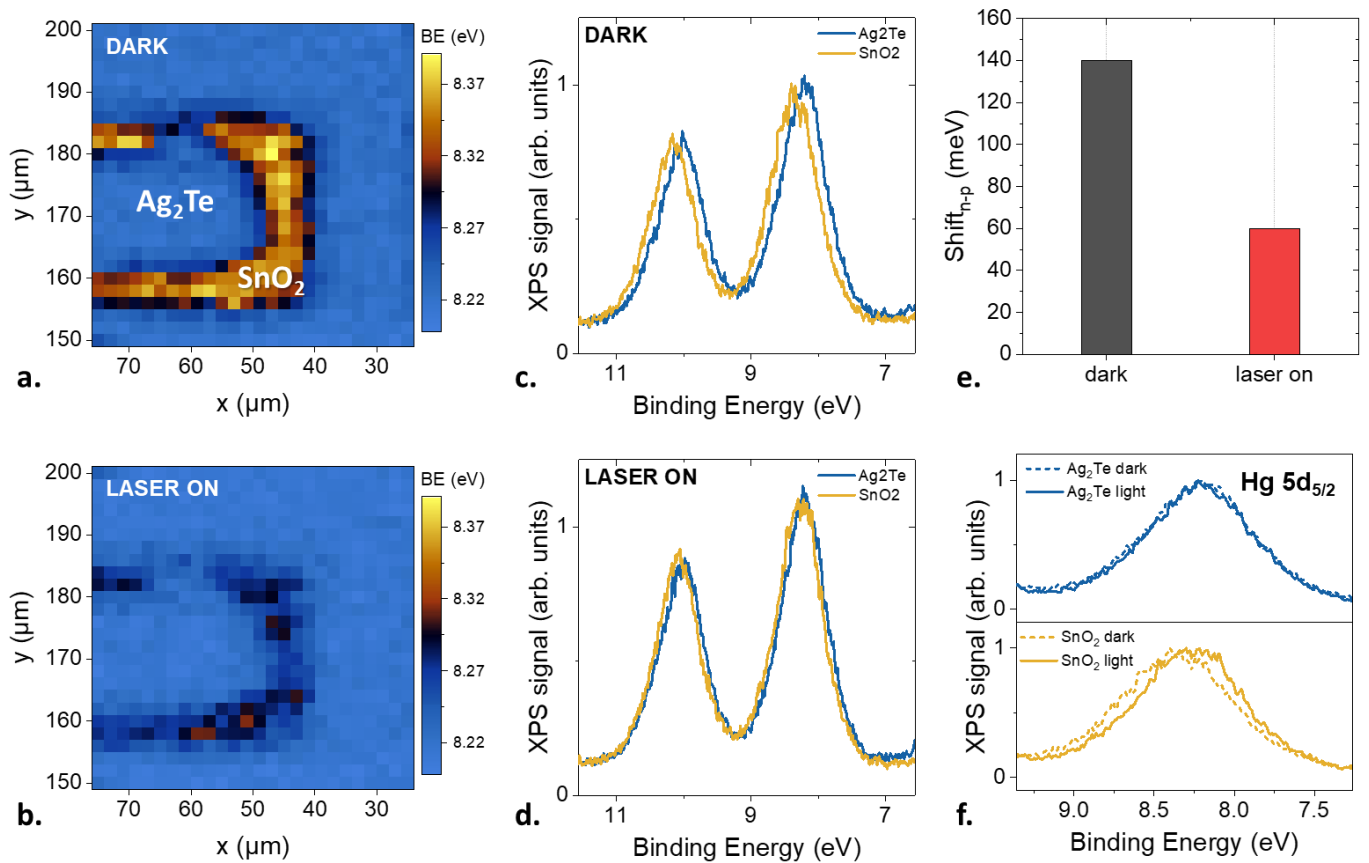 DARK
BE (eV)
200
190
180
170
160
150
y (µm)
8.37
8.32
8.27
8.22
Ag₂Te
SnO₂
70 60 50 40 30
x (µm)
a.
DARK
Ag2Te
SnO2
1
0
XPS signal (arb. units)
11 9 7
Binding Energy (eV)
c.
160
140
120
100
80
60
40
20
0
Shiftₙ₋ₚ (meV)
dark laser on
e.
LASER ON
BE (eV)
200
190
180
170
160
150
y (µm)
8.37
8.32
8.27
8.22
70 60 50 40 30
x (µm)
b.
LASER ON
Ag2Te
SnO2
1
0
XPS signal (arb. units)
11 9 7
Binding Energy (eV)
d.
Ag₂Te dark
Ag₂Te light
Hg 5d₅/₂
1
0
SnO₂ dark
SnO₂ light
1
0
XPS signal (arb. units)
9.0 8.5 8.0 7.5
Binding Energy (eV)
f.